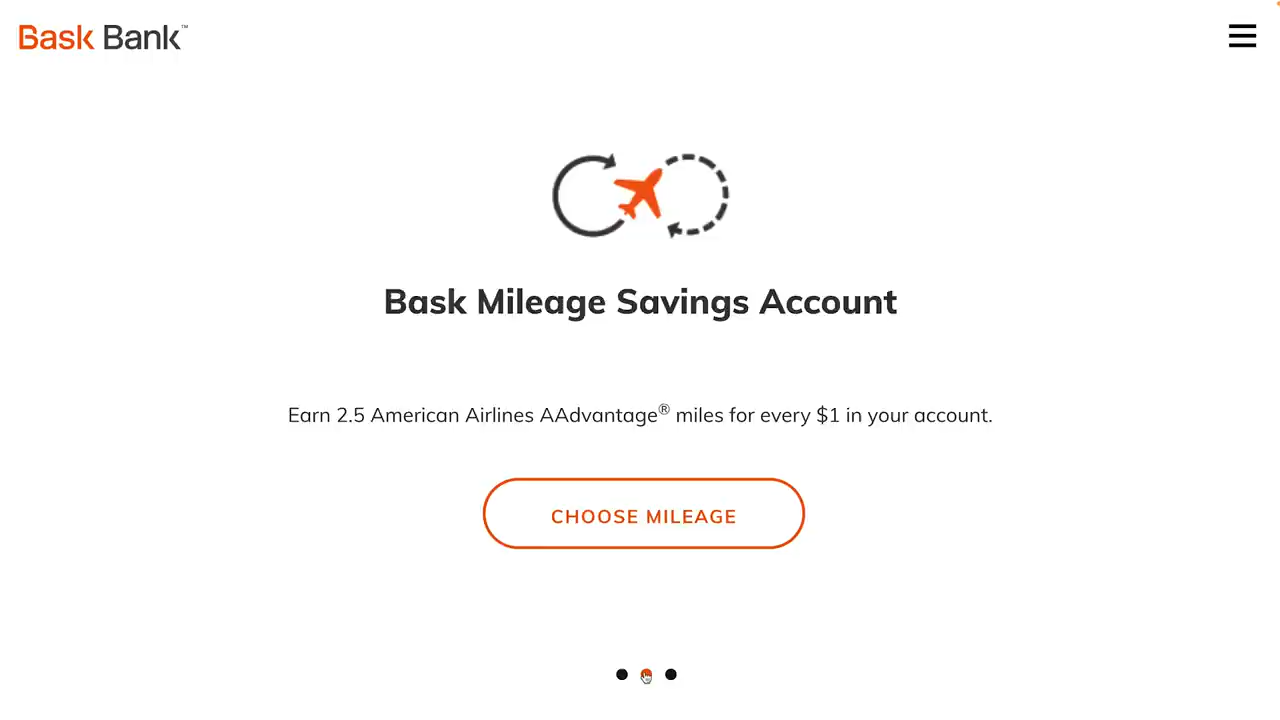 Bask Bank™
Bask Mileage Savings Account
Earn 2.5 American Airlines AAdvantage® miles for every $1 in your account.
CHOOSE MILEAGE